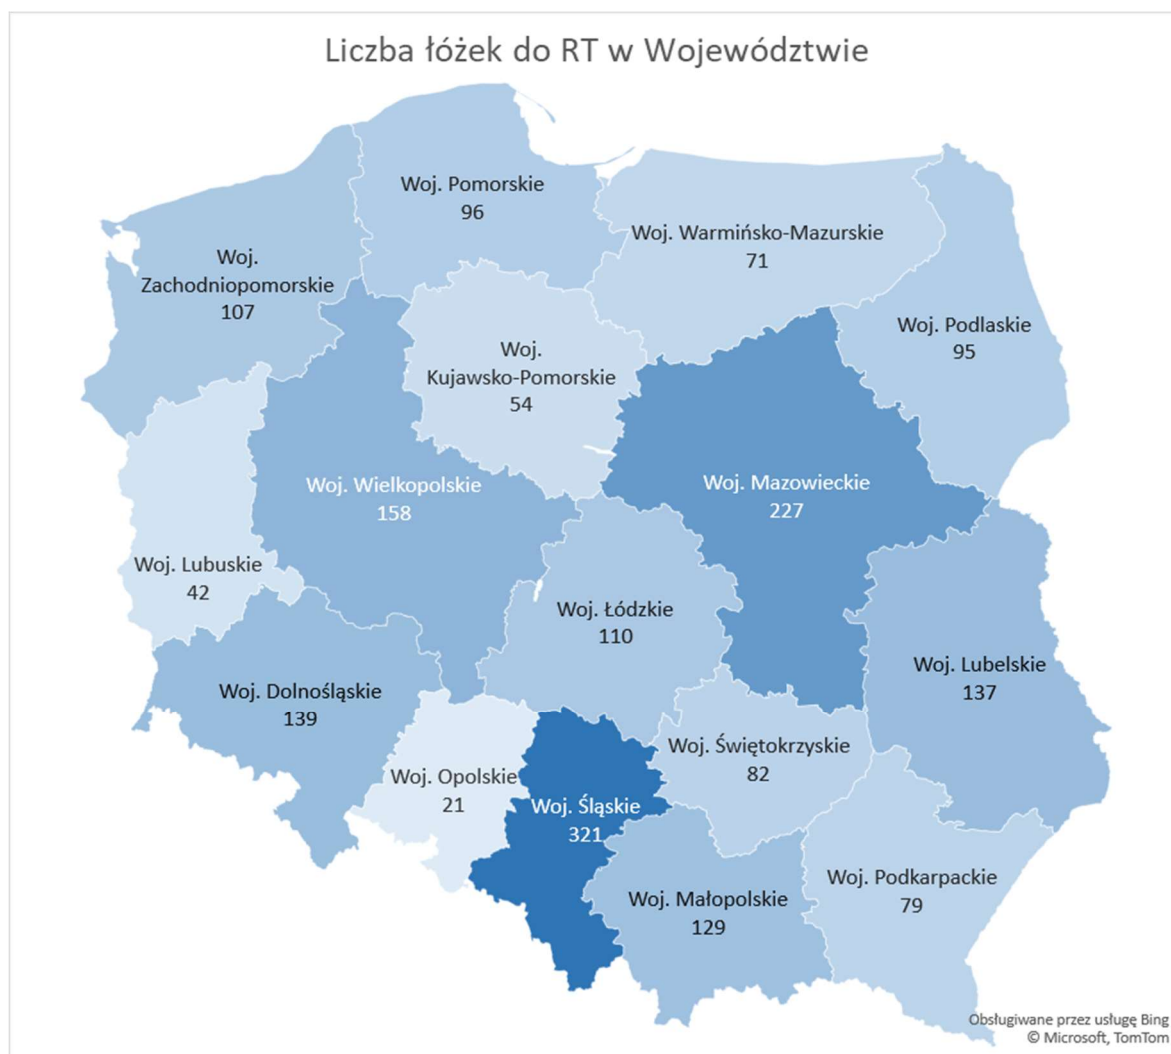 Liczba łóżek do RT w Województwie
Woj. Pomorskie
96
Woj. Warmińsko-Mazurskie
71
Woj.
Zachodniopomorskie
107
Woj. Podlaskie
95
Woj.
Kujawsko-Pomorskie
54
Woj. Wielkopolskie
158
Woj. Mazowieckie
227
Woj. Lubuskie
42
Woj. Łódzkie
110
Woj. Lubelskie
137
Woj. Dolnośląskie
139
Woj. Świętokrzyskie
82
Woj. Opolskie
21
Woj. Śląskie
321
Woj. Podkarpackie
79
Woj. Małopolskie
129
Obsługiwane przez usługę Bing
© Microsoft, TomTom